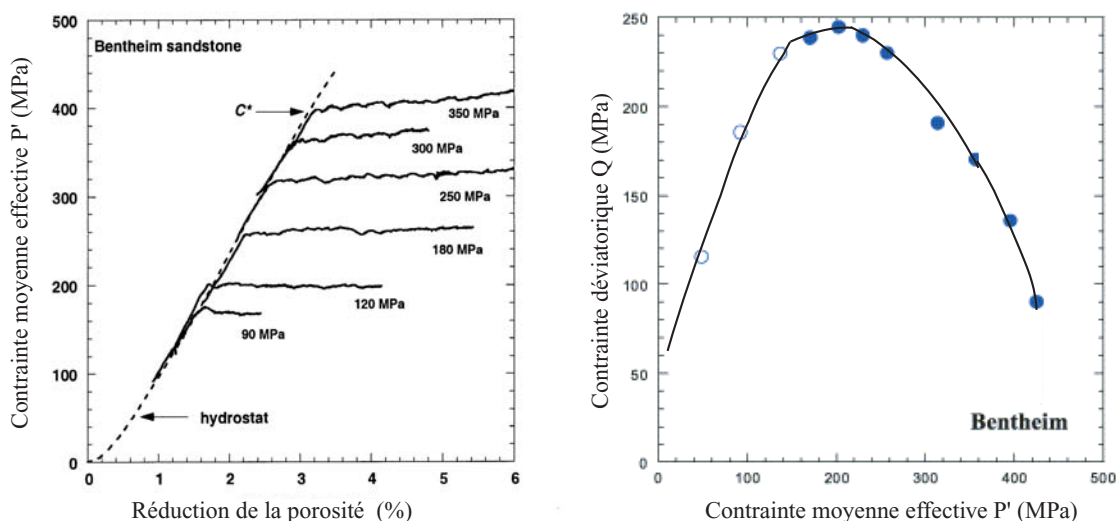 Contrainte moyenne effective P' (MPa)
500
400
300
200
100
0
Bentheim sandstone
C*
350 MPa
300 MPa
250 MPa
180 MPa
120 MPa
90 MPa
hydrostat
0 1 2 3 4 5 6
Réduction de la porosité (%)
Contrainte déviatorique Q (MPa)
250
200
150
100
50
0
Bentheim
0 100 200 300 400 500
Contrainte moyenne effective P' (MPa)